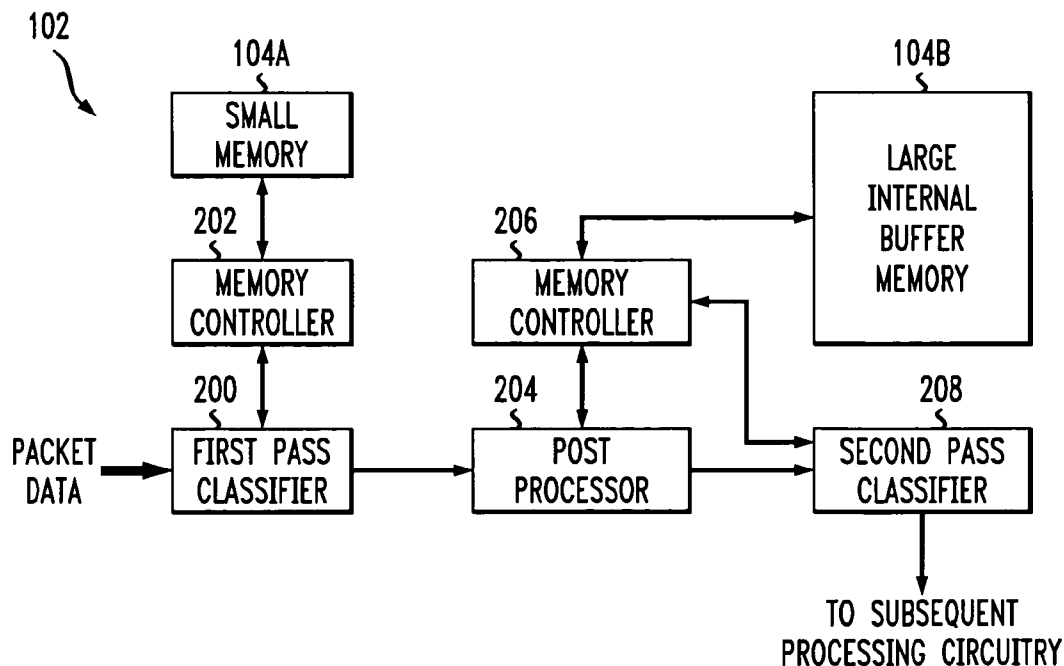 102
104A
SMALL
MEMORY
104B
LARGE
INTERNAL
BUFFER
MEMORY
202
MEMORY
CONTROLLER
206
MEMORY
CONTROLLER
PACKET
DATA
200
FIRST PASS
CLASSIFIER
204
POST
PROCESSOR
208
SECOND PASS
CLASSIFIER
TO SUBSEQUENT
PROCESSING CIRCUITRY